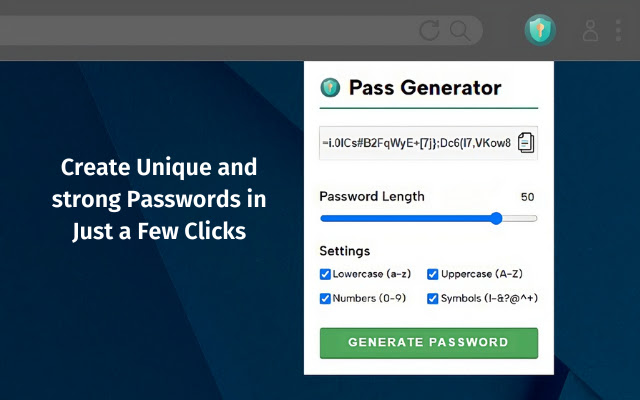 Pass Generator
=i.0lCs#B2FqWyE+[7j};Dc6(I7,VKow8
Create Unique and
strong Passwords in
Just a Few Clicks
Password Length 50
Settings
Lowercase (a-z) Uppercase (A-Z)
Numbers (0-9) Symbols (!-&?@^+)
GENERATE PASSWORD